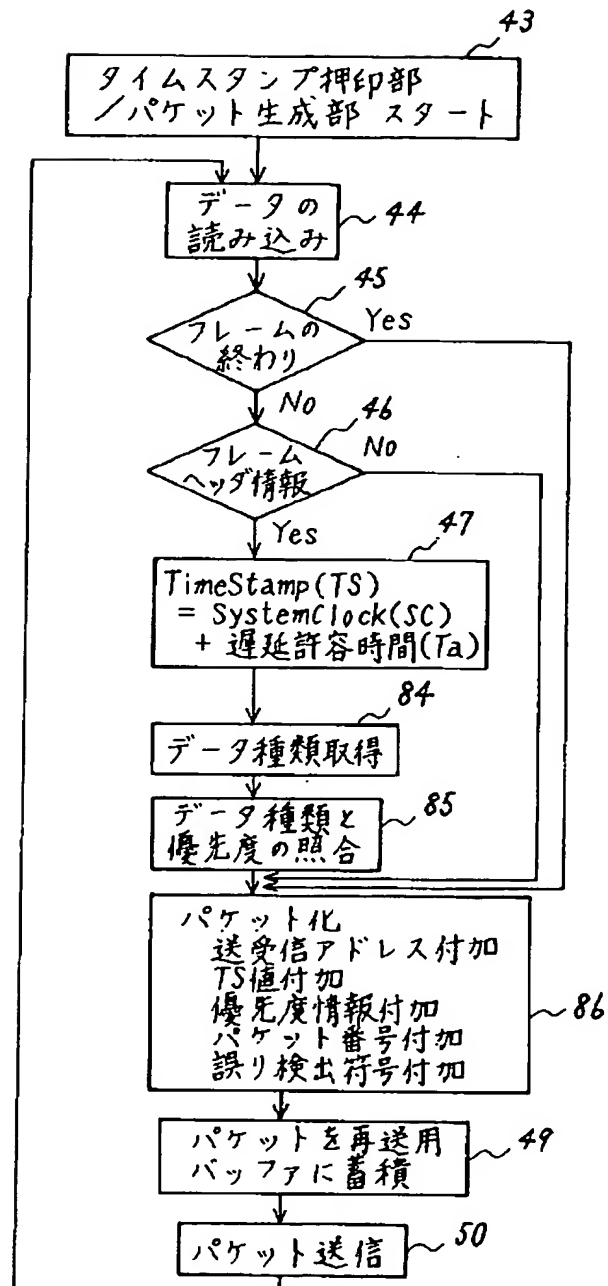 43
タイムスタンプ押印部
/パケット生成部 スタート
データの
読み込み
44
45
フレームの
終わり
Yes
No
46
フレーム
ヘッダ情報
No
Yes
47
TimeStamp(TS)
= SystemClock(SC)
+ 遅延許容時間(Ta)
84
データ種類取得
85
データ種類と
優先度の照合
パケット化
送受信アドレス付加
TS値付加
優先度情報付加
パケット番号付加
誤り検出符号付加
86
パケットを再送用
バッファに蓄積
49
パケット送信
50